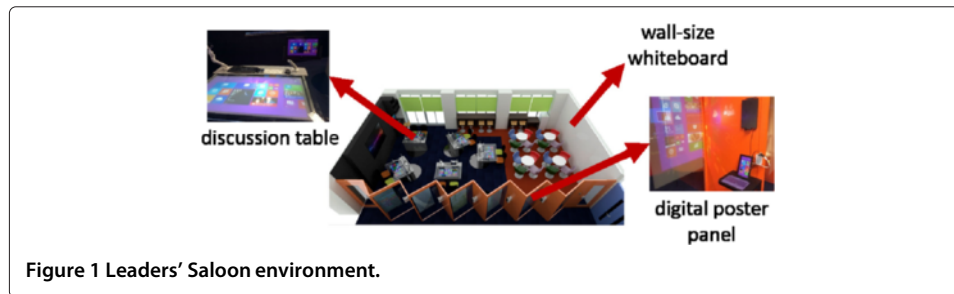 wall-size
whiteboard
discussion table
digital poster
panel
Figure 1 Leaders’ Saloon environment.